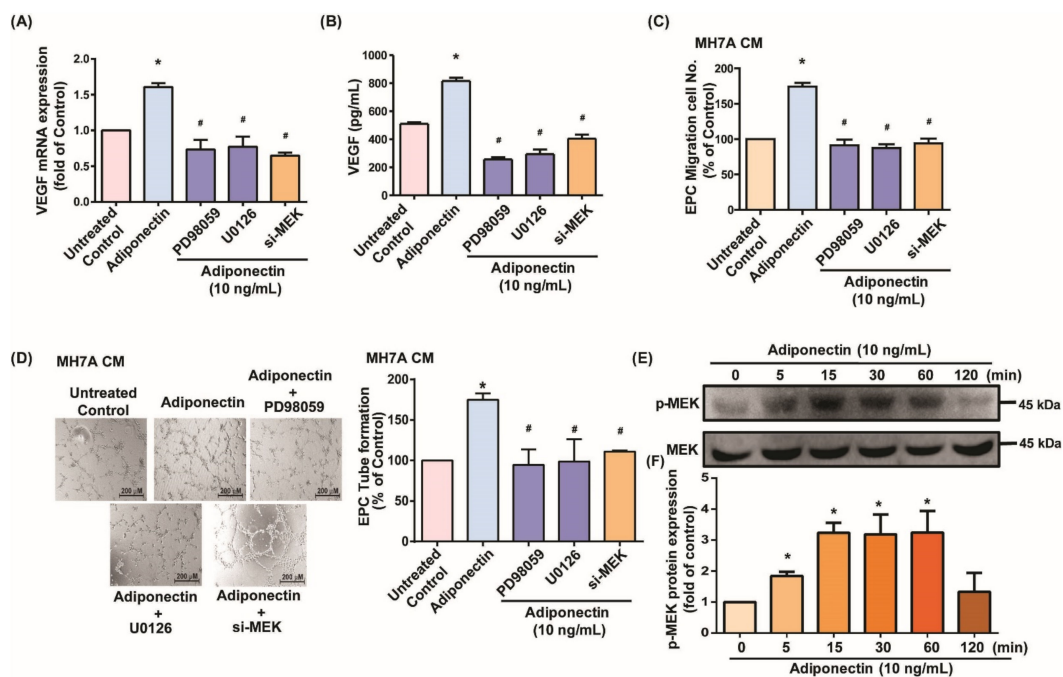 (A)
VEGF mRNA expression
(fold of Control)
2.0
1.5
1.0
0.5
0.0
*
#
#
#
Untreated
Control
Adiponectin
PD98059
U0126
si-MEK
Adiponectin
(10 ng/mL)
(B)
VEGF (pg/mL)
1000
800
600
400
200
0
*
#
#
#
Untreated
Control
Adiponectin
PD98059
U0126
si-MEK
Adiponectin
(10 ng/mL)
(C)
MH7A CM
EPC Migration cell No.
(% of Control)
200
150
100
50
0
*
#
#
#
Untreated
Control
Adiponectin
PD98059
U0126
si-MEK
Adiponectin
(10 ng/mL)
(D)
MH7A CM
Untreated
Control
Adiponectin
Adiponectin
+
PD98059
200 μM
200 μM
200 μM
200 μM
200 μM
Adiponectin
+
U0126
Adiponectin
+
si-MEK
MH7A CM
EPC Tube formation
(% of Control)
200
150
100
50
0
*
#
#
#
Untreated
Control
Adiponectin
PD98059
U0126
si-MEK
Adiponectin
(10 ng/mL)
(E)
Adiponectin (10 ng/mL)
0 5 15 30 60 120 (min)
p-MEK
45 kDa
MEK
45 kDa
(F)
p-MEK protein expression
(fold of control)
5
4
3
2
1
0
*
*
*
*
0 5 15 30 60 120 (min)
Adiponectin (10 ng/mL)